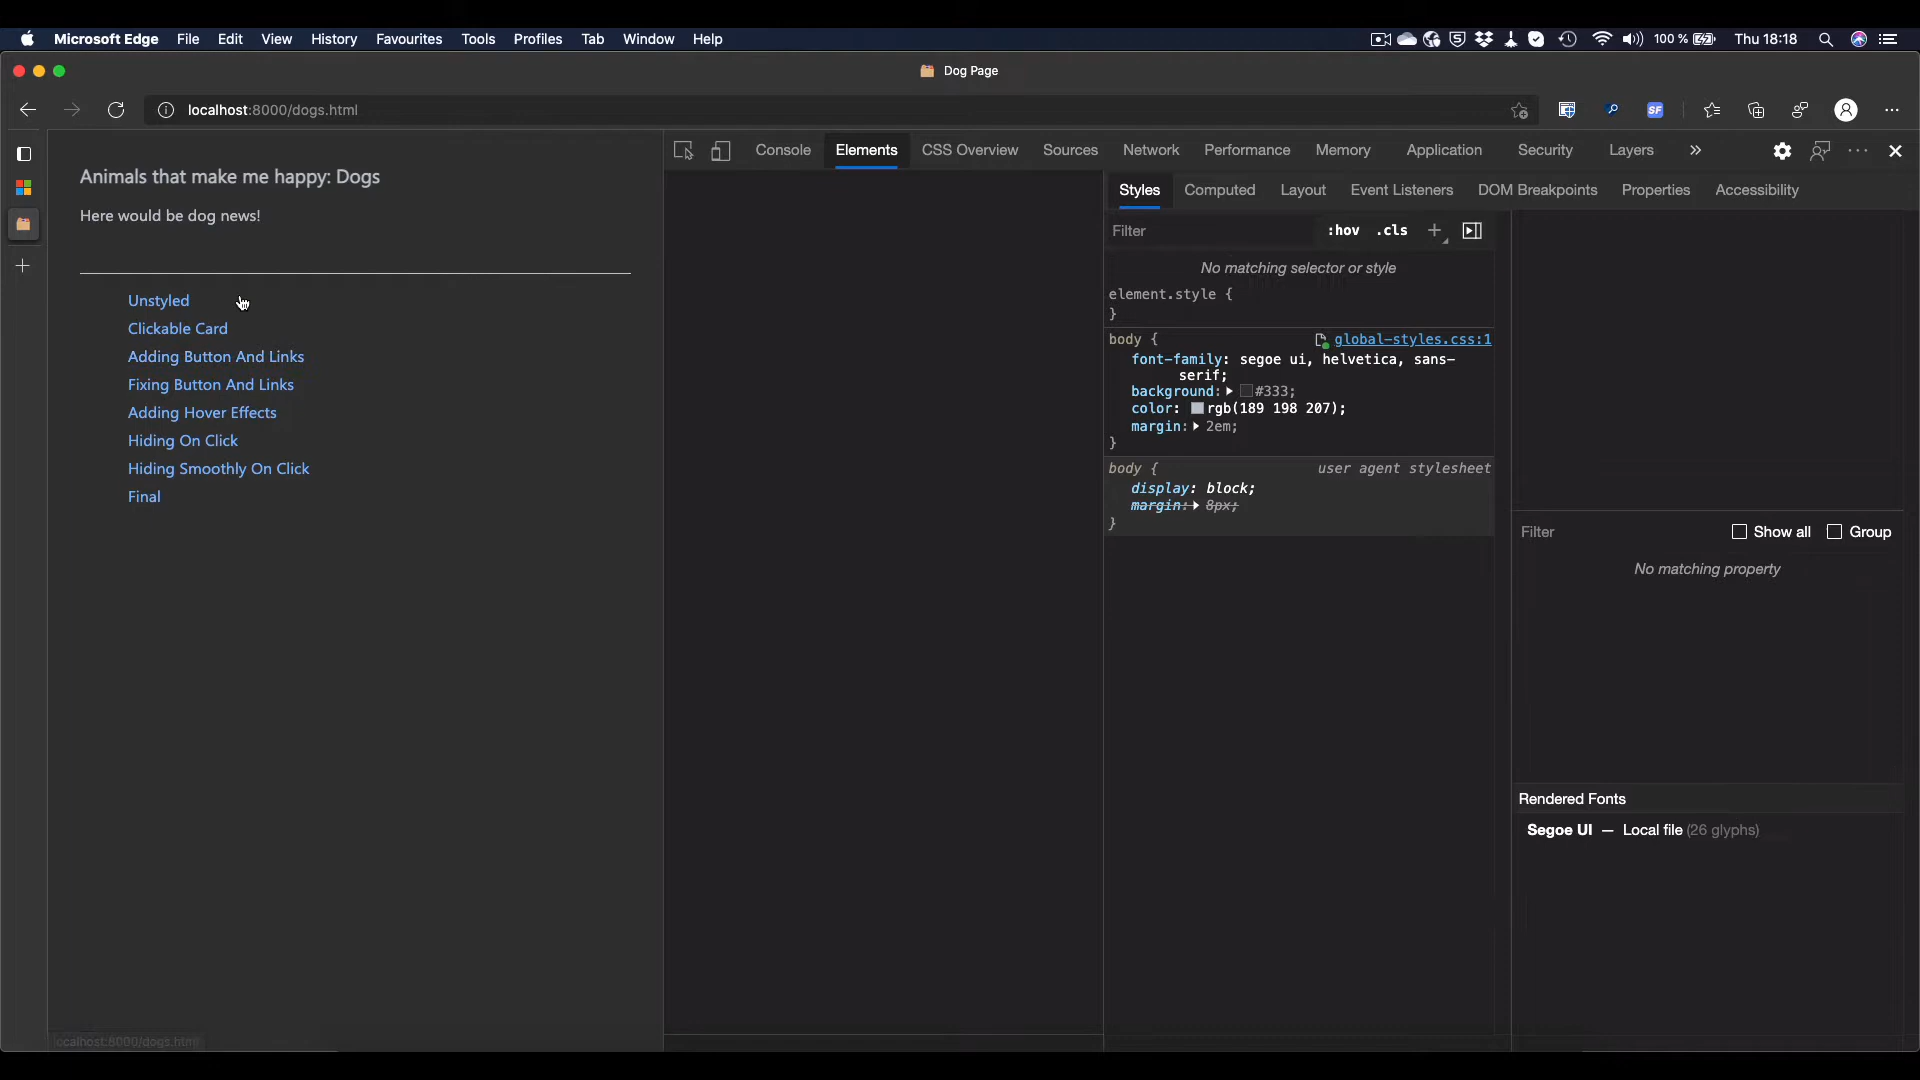 Microsoft Edge File Edit View History Favourites Tools Profiles Tab Window Help 100 % Thu 18:18
Dog Page
localhost:8000/dogs.html SF
Console Elements CSS Overview Sources Network Performance Memory Application Security Layers
Styles Computed Layout Event Listeners DOM Breakpoints Properties Accessibility
Animals that make me happy: Dogs
Here would be dog news!
Unstyled
Clickable Card
Adding Button And Links
Fixing Button And Links
Adding Hover Effects
Hiding On Click
Hiding Smoothly On Click
Final
ocalhost:8000/dogs.html
Filter :hov .cls
No matching selector or style
element.style {
}
body { global-styles.css:1
font-family: segoe ui, helvetica, sans-
serif;
background: #333;
color: rgb(189 198 207);
margin: 2em;
}
body { user agent stylesheet
display: block;
margin: 8px;
}
Filter Show all Group
No matching property
Rendered Fonts
Segoe UI — Local file (26 glyphs)